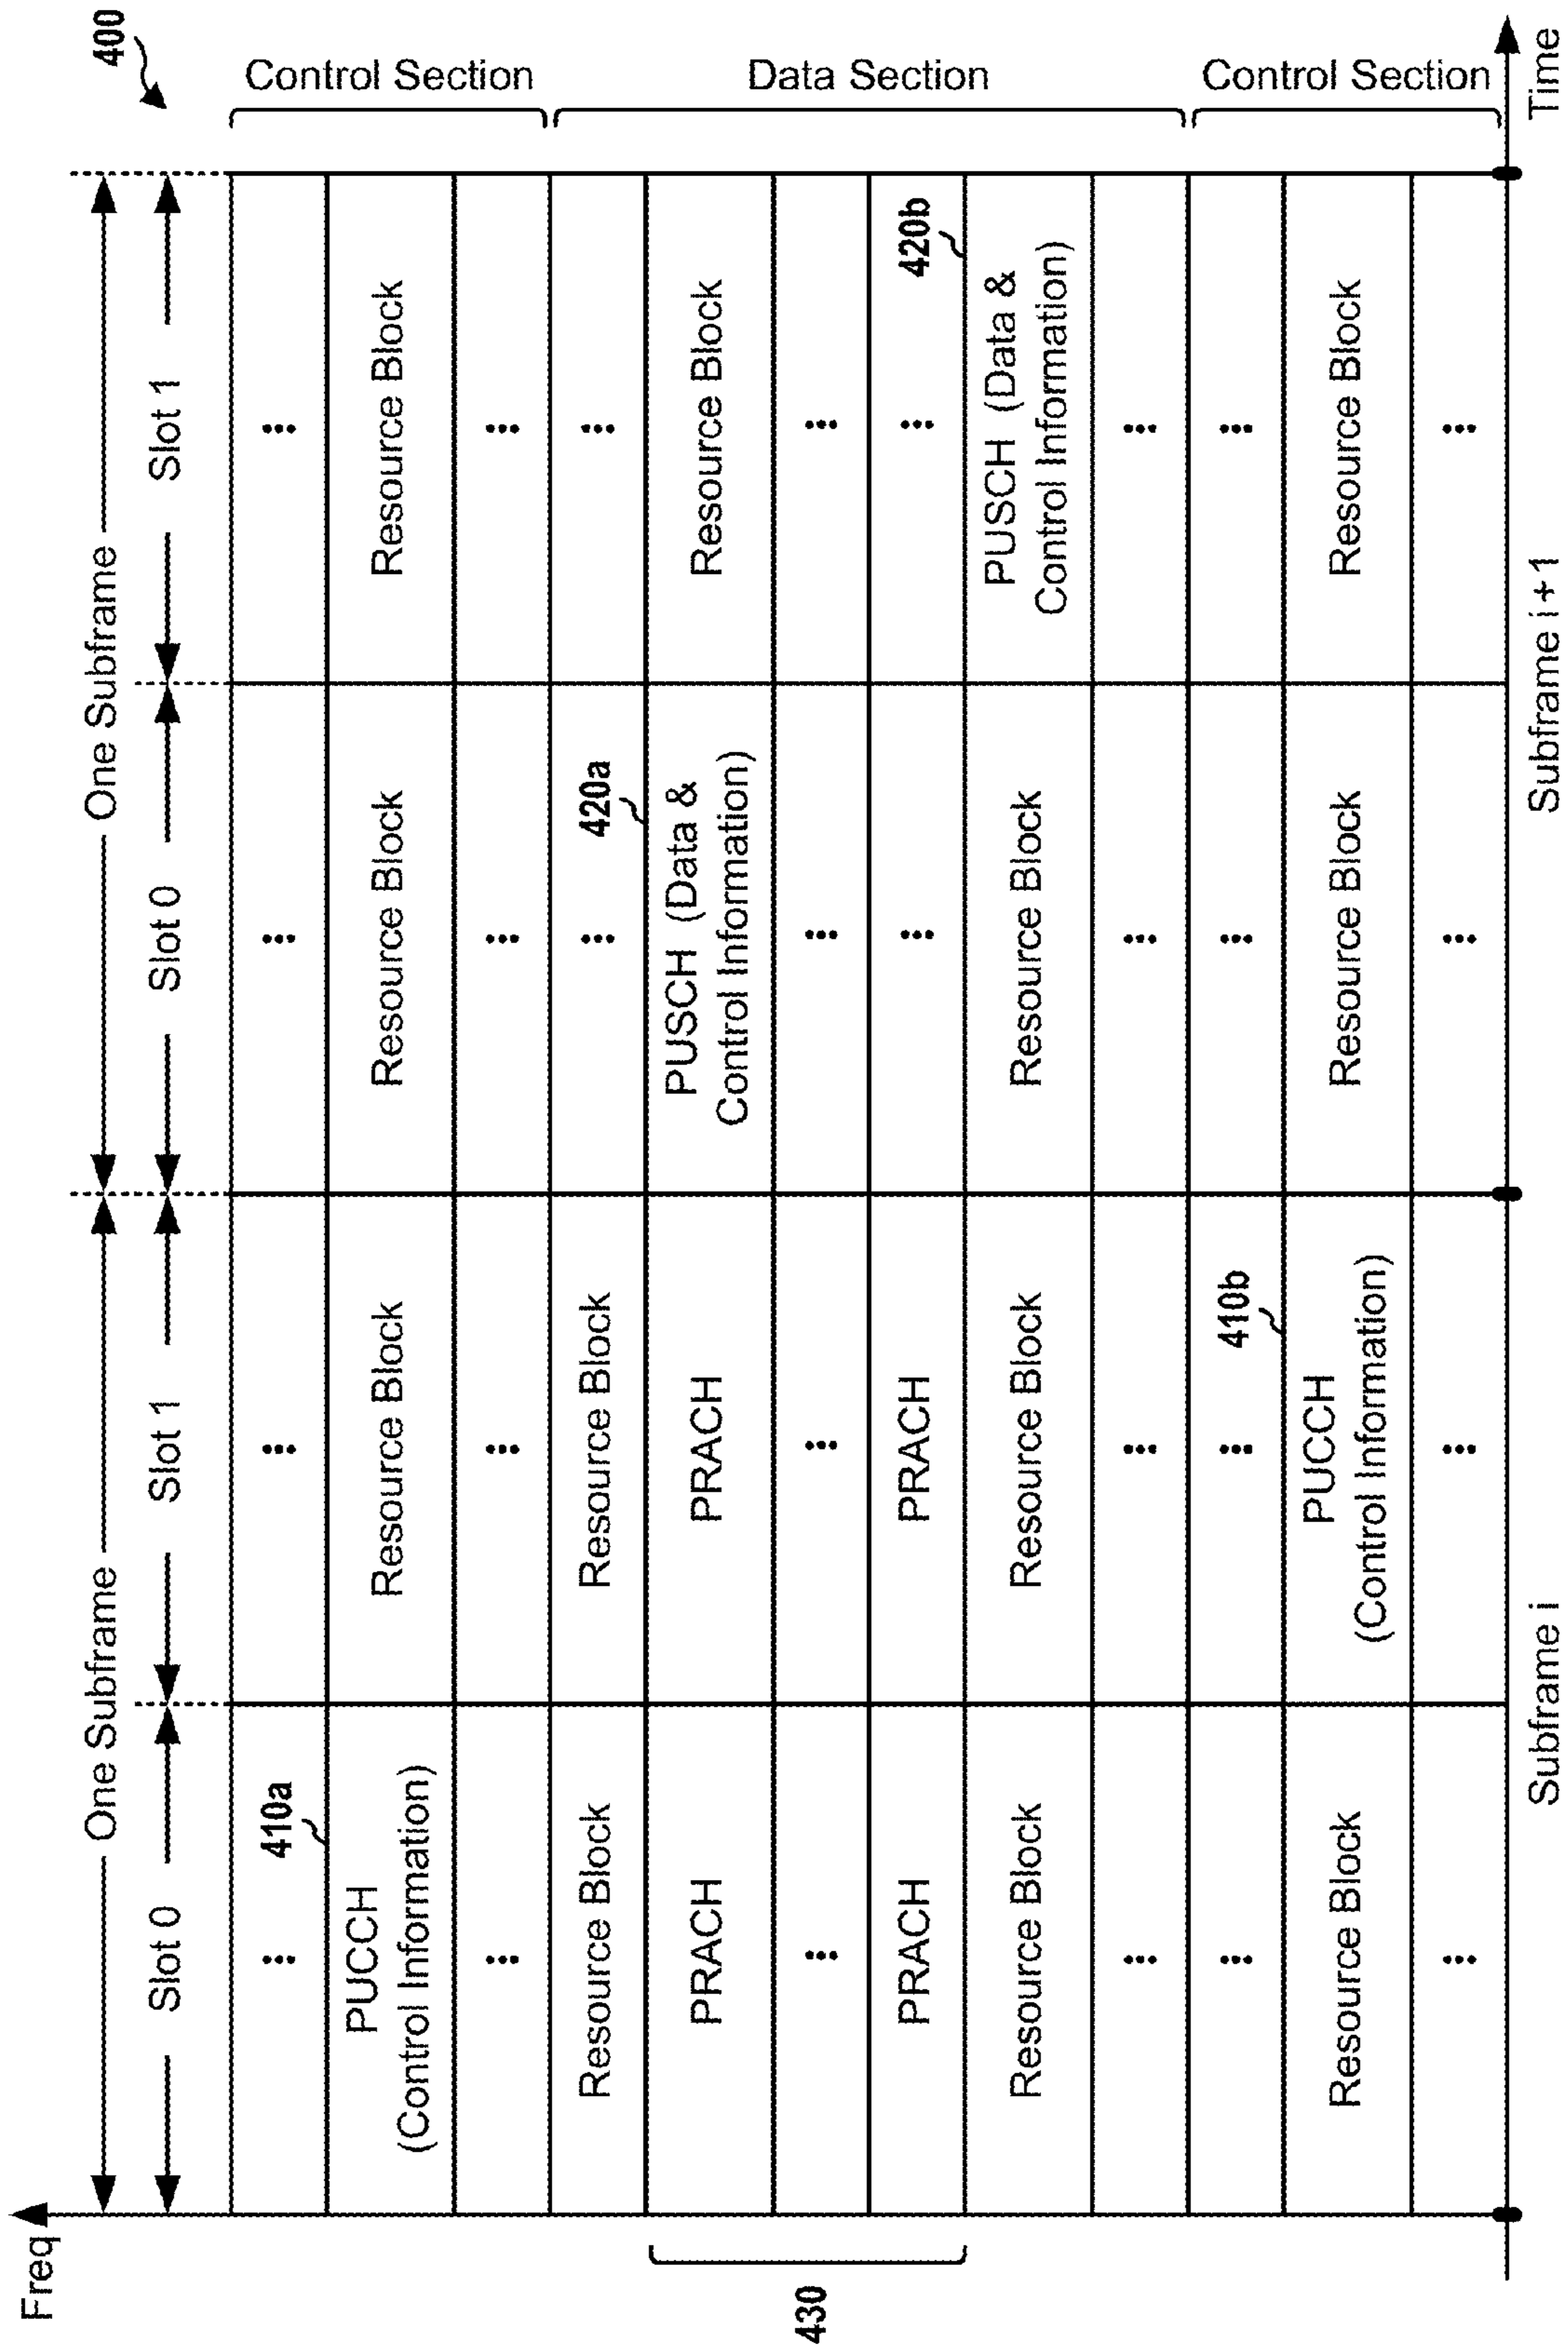 400
Freq
One Subframe
One Subframe
Slot 0
Slot 1
Slot 0
Slot 1
410a
⋮
⋮
⋮
⋮
PUCCH
(Control Information)
Resource Block
Resource Block
Resource Block
⋮
⋮
⋮
⋮
Control Section
Resource Block
Resource Block
⋮
⋮
420a
PRACH
PRACH
PUSCH (Data &
Control Information)
Resource Block
430
⋮
⋮
⋮
⋮
PRACH
PRACH
⋮
⋮
420b
Resource Block
Resource Block
Resource Block
PUSCH (Data &
Control Information)
⋮
⋮
⋮
⋮
Data Section
⋮
⋮
410b
⋮
⋮
Resource Block
PUCCH
(Control Information)
Resource Block
Resource Block
⋮
⋮
⋮
⋮
Control Section
Subframe i
Subframe i + 1
Time